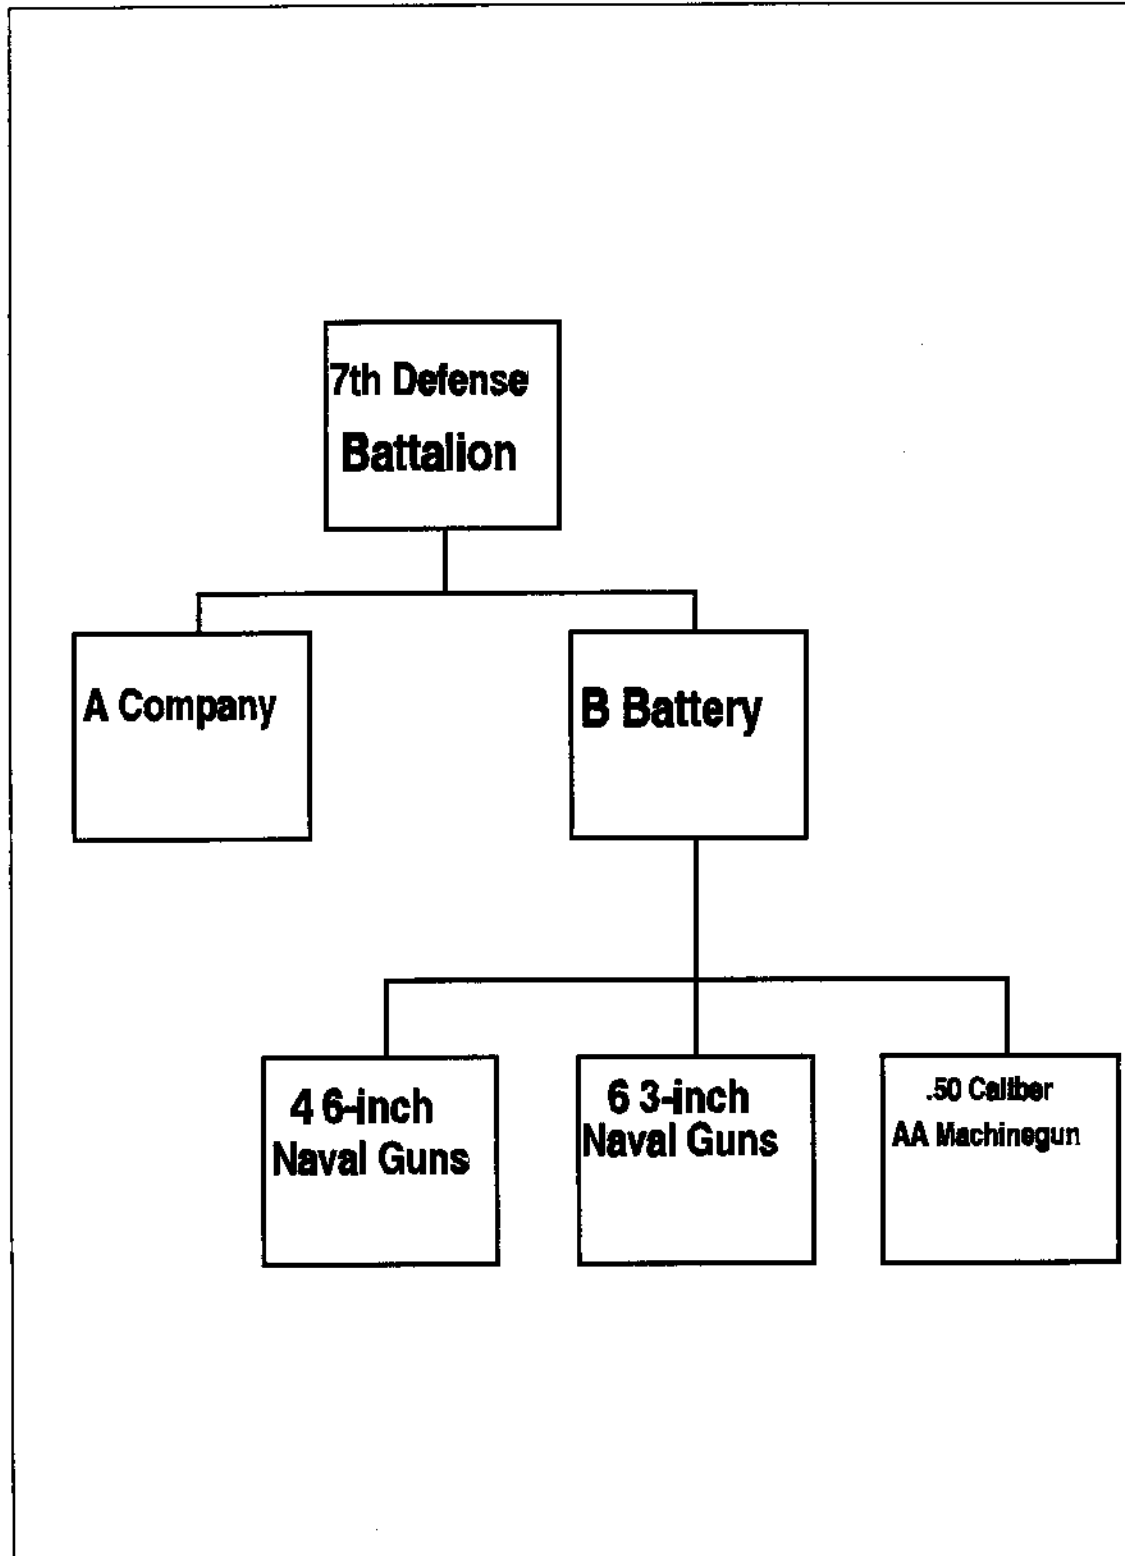 7th Defense
Battalion
A Company
B Battery
4 6-inch
Naval Guns
6 3-inch
Naval Guns
.50 Caliber
AA Machinegun